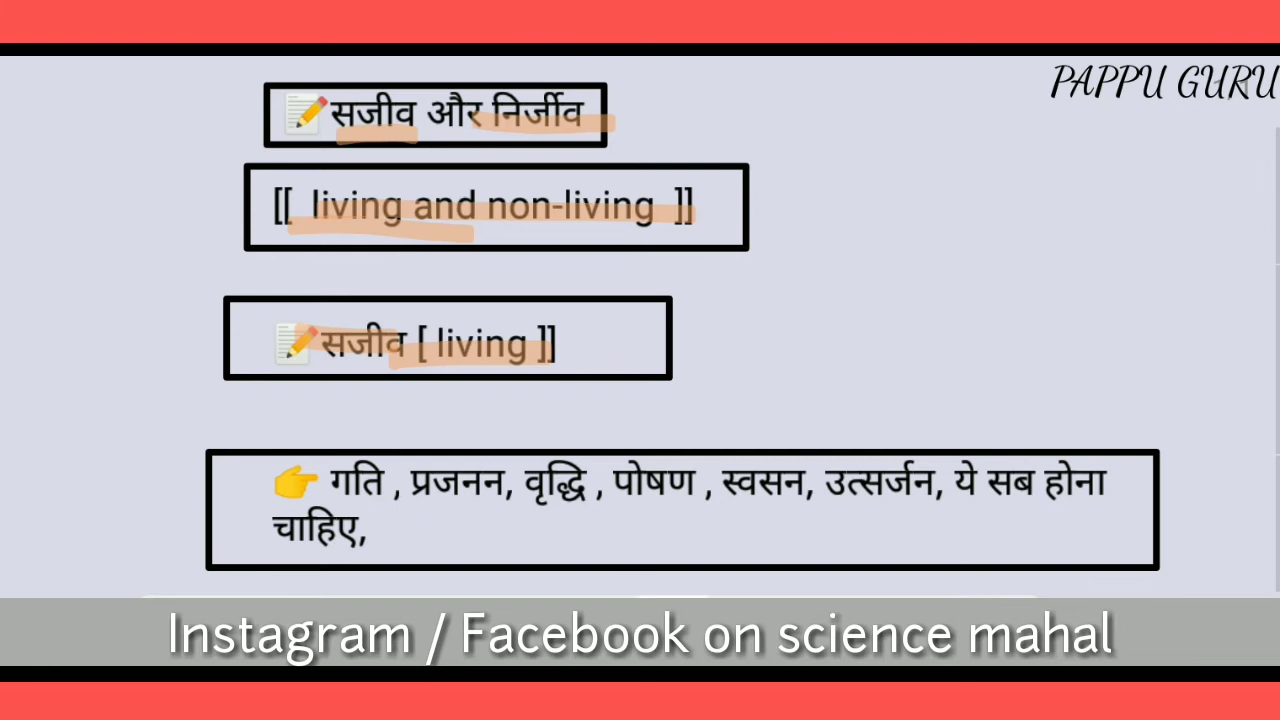 PAPPU GURU
📝सजीव और निर्जीव
[[ living and non-living ]]
📝सजीव [ living ]]
👉 गति , प्रजनन, वृद्धि , पोषण , स्वसन, उत्सर्जन, ये सब होना
चाहिए,
Instagram / Facebook on science mahal